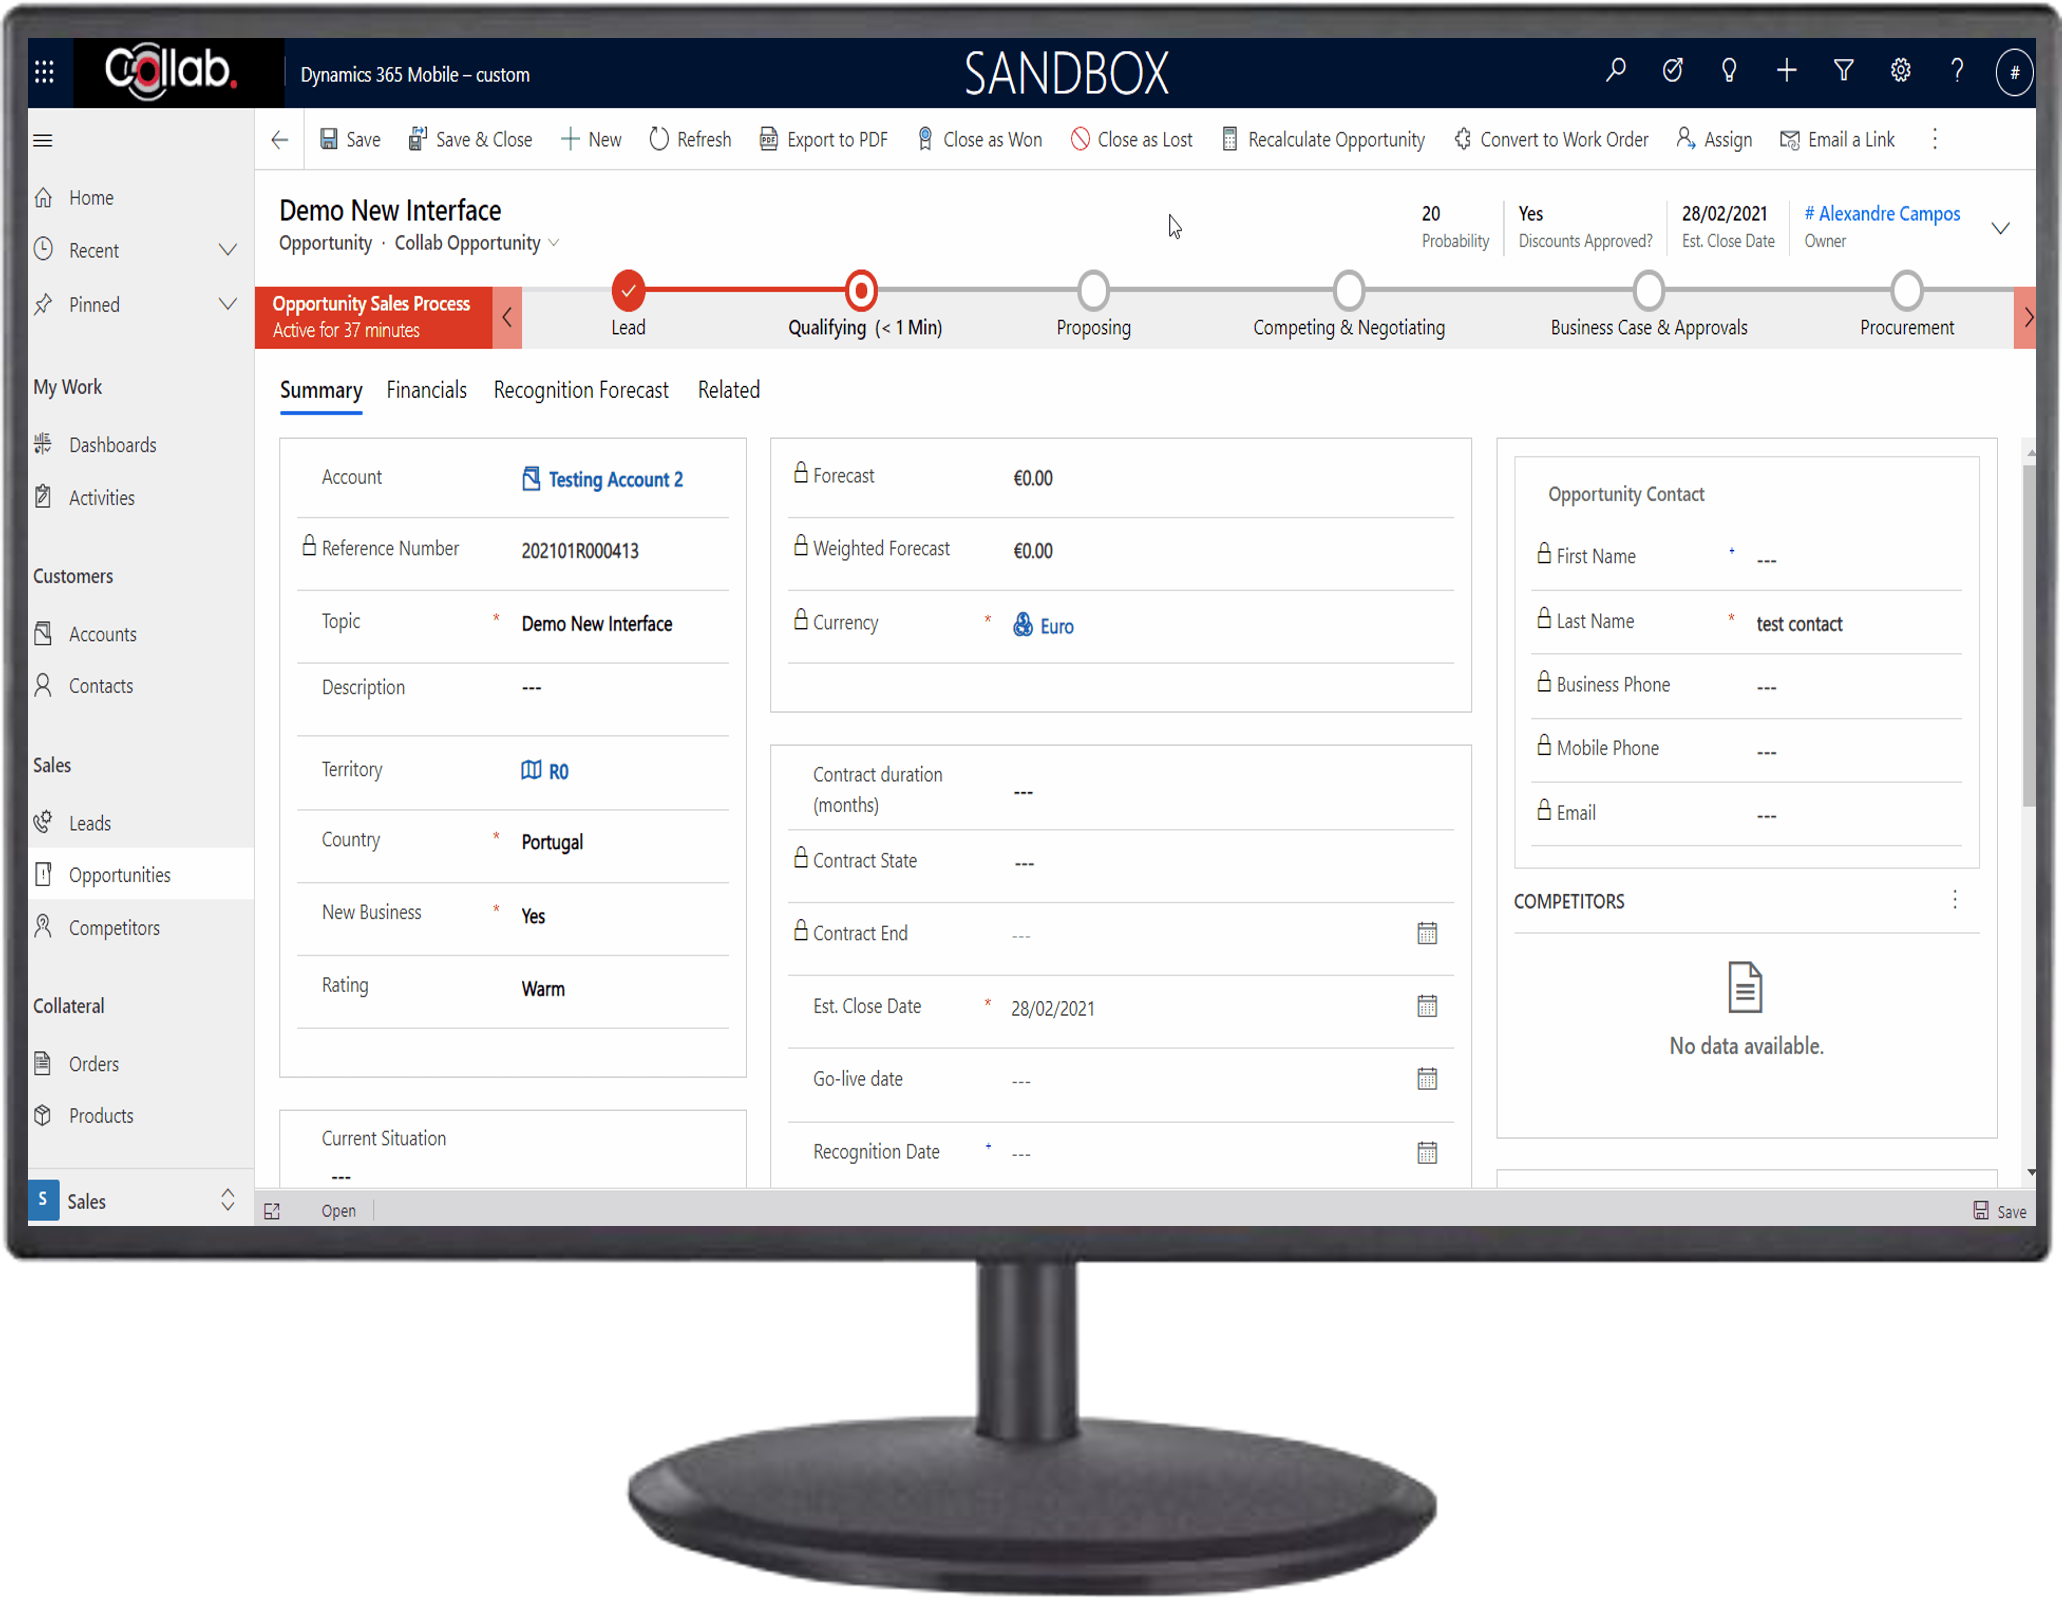 Collab.
Dynamics 365 Mobile – custom
SANDBOX
#
Save
Save & Close
New
Refresh
Export to PDF
Close as Won
Close as Lost
Recalculate Opportunity
Convert to Work Order
Assign
Email a Link
Home
Recent
Pinned
My Work
Dashboards
Activities
Customers
Accounts
Contacts
Sales
Leads
Opportunities
Competitors
Collateral
Orders
Products
S Sales
Demo New Interface
Opportunity · Collab Opportunity
20
Probability
Yes
Discounts Approved?
28/02/2021
Est. Close Date
# Alexandre Campos
Owner
Opportunity Sales Process
Active for 37 minutes
Lead
Qualifying (< 1 Min)
Proposing
Competing & Negotiating
Business Case & Approvals
Procurement
Summary
Financials
Recognition Forecast
Related
Account
Testing Account 2
Reference Number
202101R000413
Topic * Demo New Interface
Description ---
Territory R0
Country * Portugal
New Business * Yes
Rating Warm
Current Situation
---
Forecast €0.00
Weighted Forecast €0.00
Currency * Euro
Contract duration
(months) ---
Contract State ---
Contract End ---
Est. Close Date * 28/02/2021
Go-live date ---
Recognition Date + ---
Opportunity Contact
First Name + ---
Last Name * test contact
Business Phone ---
Mobile Phone ---
Email ---
COMPETITORS
No data available.
Open
Save